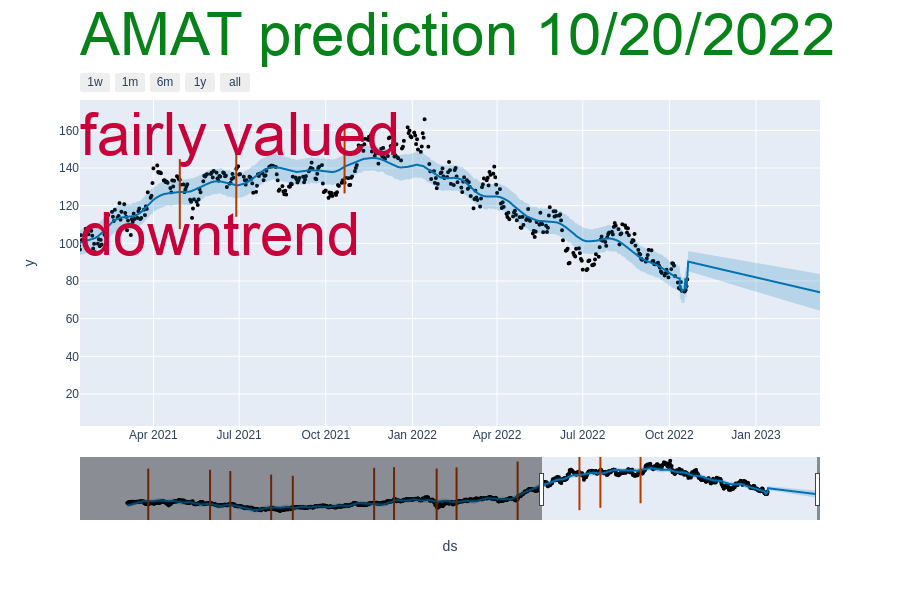 AMAT prediction 10/20/2022
1w 1m 6m 1y all
fairly valued
downtrend
160
140
120
100
80
60
40
20
y
Apr 2021 Jul 2021 Oct 2021 Jan 2022 Apr 2022 Jul 2022 Oct 2022 Jan 2023
ds